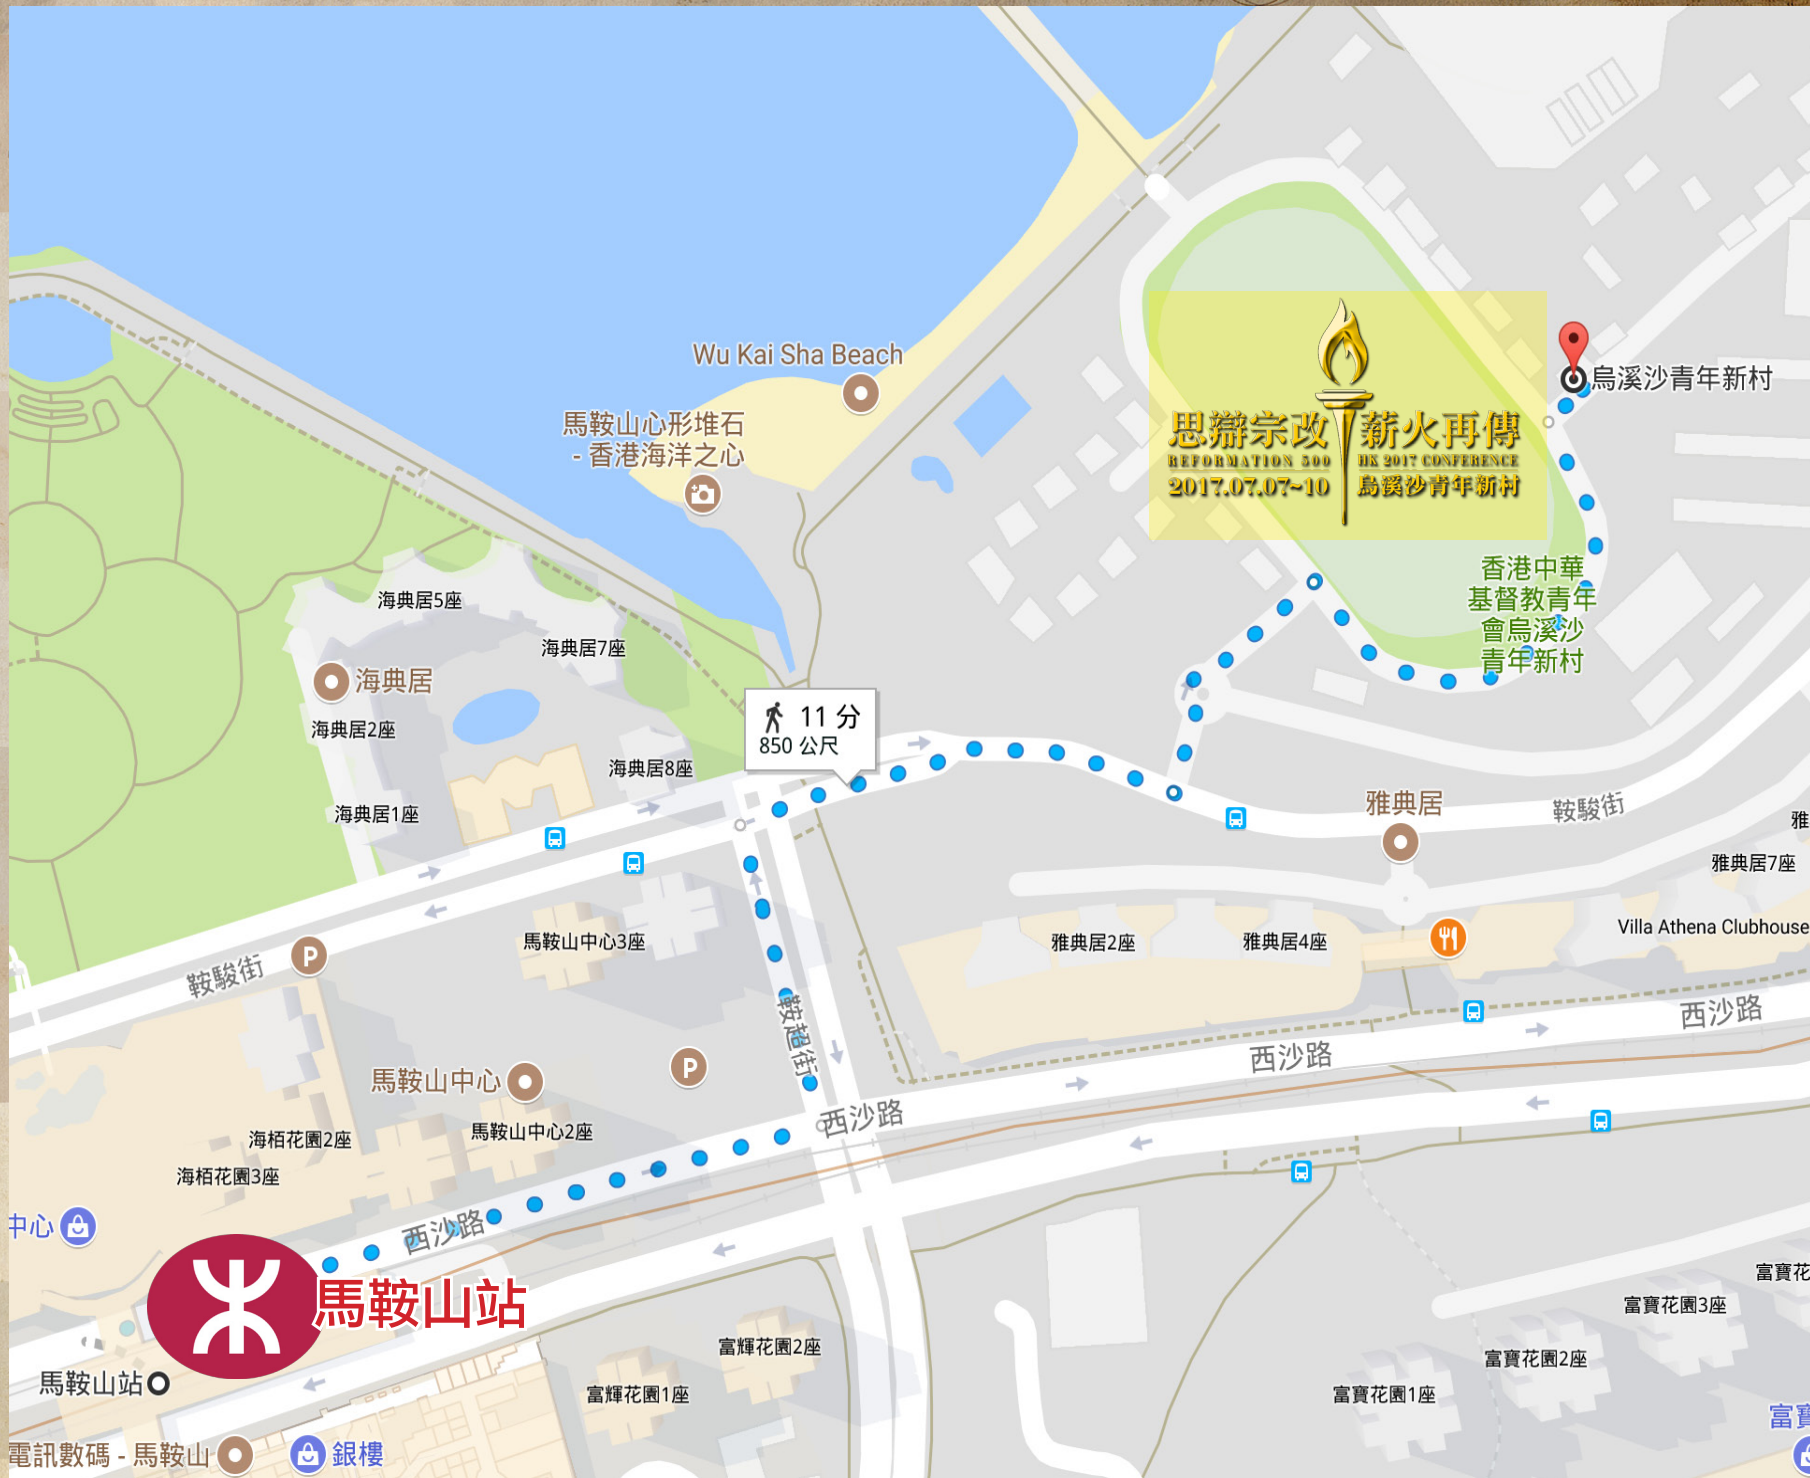 Wu Kai Sha Beach
馬鞍山心形堆石
- 香港海洋之心
思辯宗改 薪火再傳
REFORMATION 500 HK 2017 CONFERENCE
2017.07.07~10 烏溪沙青年新村
烏溪沙青年新村
香港中華
基督教青年
會烏溪沙
青年新村
海典居5座
海典居7座
海典居
海典居2座
海典居8座
海典居1座
11 分
850 公尺
雅典居
鞍駿街
雅
雅典居7座
Villa Athena Clubhouse
雅典居2座
雅典居4座
馬鞍山中心3座
鞍駿街
P
鞍超街
P
西沙路
西沙路
西沙路
馬鞍山中心
馬鞍山中心2座
海栢花園2座
海栢花園3座
中心
西沙路
馬鞍山站
馬鞍山站
富輝花園2座
富輝花園1座
富寶花
富寶花園3座
富寶花園2座
富寶花園1座
富寶
電訊數碼 - 馬鞍山
銀樓